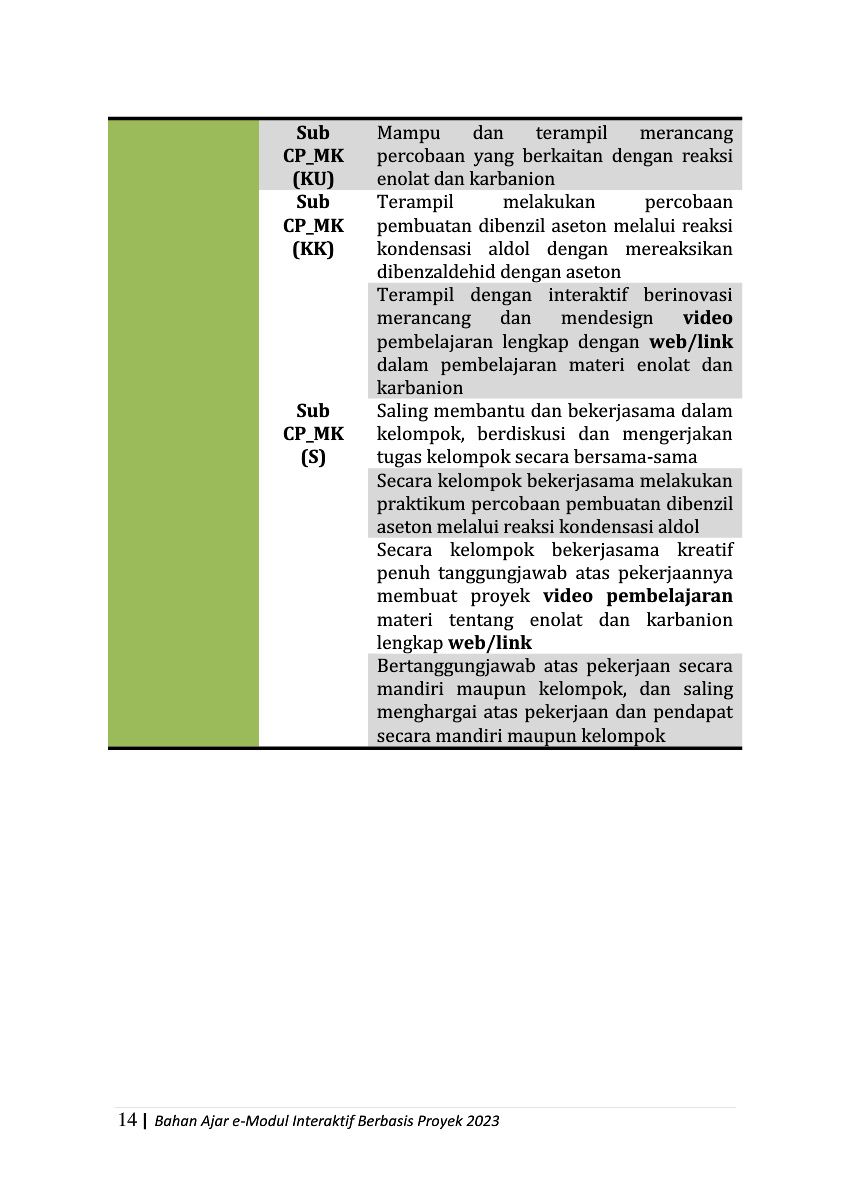 Sub Mampu dan terampil merancang
CP_MK percobaan yang berkaitan dengan reaksi
(KU) enolat dan karbanion
Sub Terampil melakukan percobaan
CP_MK pembuatan dibenzil aseton melalui reaksi
(KK) kondensasi aldol dengan mereaksikan
dibenzaldehid dengan aseton
Terampil dengan interaktif berinovasi
merancang dan mendesign video
pembelajaran lengkap dengan web/link
dalam pembelajaran materi enolat dan
karbanion
Sub Saling membantu dan bekerjasama dalam
CP_MK kelompok, berdiskusi dan mengerjakan
(S) tugas kelompok secara bersama-sama
Secara kelompok bekerjasama melakukan
praktikum percobaan pembuatan dibenzil
aseton melalui reaksi kondensasi aldol
Secara kelompok bekerjasama kreatif
penuh tanggungjawab atas pekerjaannya
membuat proyek video pembelajaran
materi tentang enolat dan karbanion
lengkap web/link
Bertanggungjawab atas pekerjaan secara
mandiri maupun kelompok, dan saling
menghargai atas pekerjaan dan pendapat
secara mandiri maupun kelompok
14 | Bahan Ajar e-Modul Interaktif Berbasis Proyek 2023